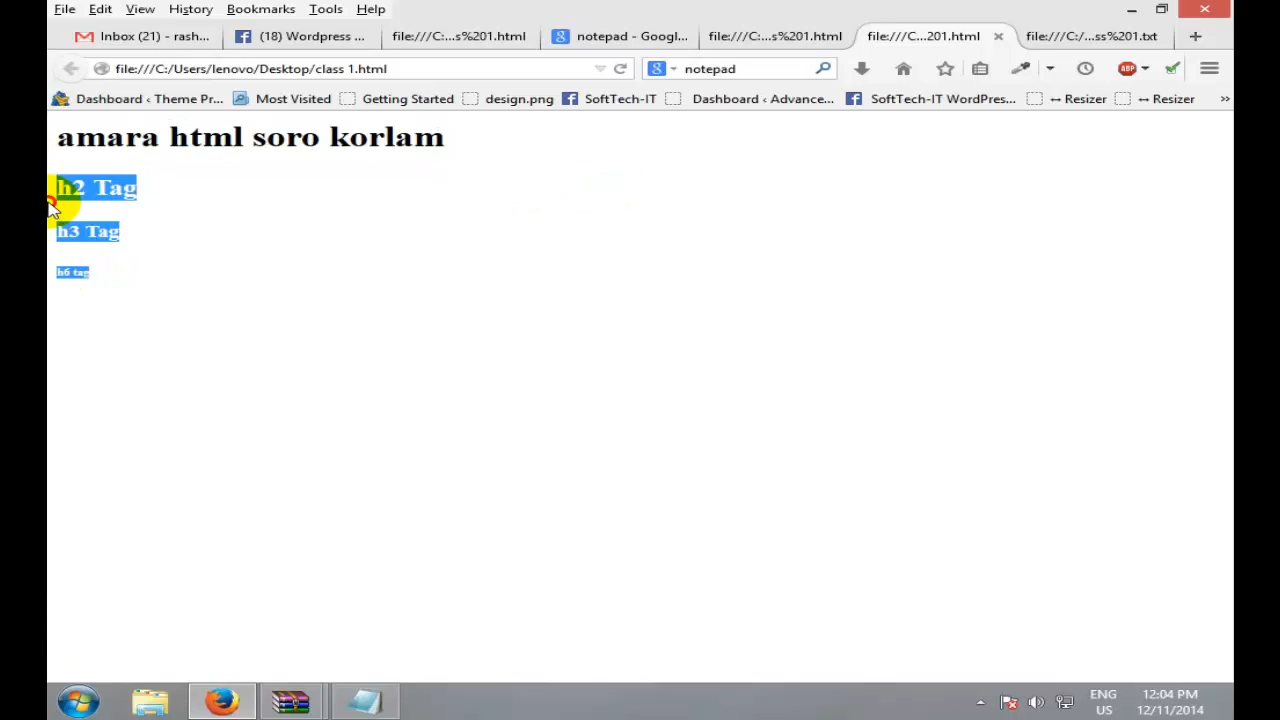 File Edit View History Bookmarks Tools Help
Inbox (21) - rash... (18) Wordpress ... file:///C:...s%201.html notepad - Googl... file:///C:...s%201.html file:///C...201.html file:///C:/...ss%201.txt
file:///C:/Users/lenovo/Desktop/class 1.html notepad ABP
Dashboard ‹ Theme Pr... Most Visited Getting Started design.png SoftTech-IT Dashboard ‹ Advance... SoftTech-IT WordPres... ↔ Resizer ↔ Resizer »
amara html soro korlam
h2 Tag
h3 Tag
h6 tag
ENG 12:04 PM
US 12/11/2014